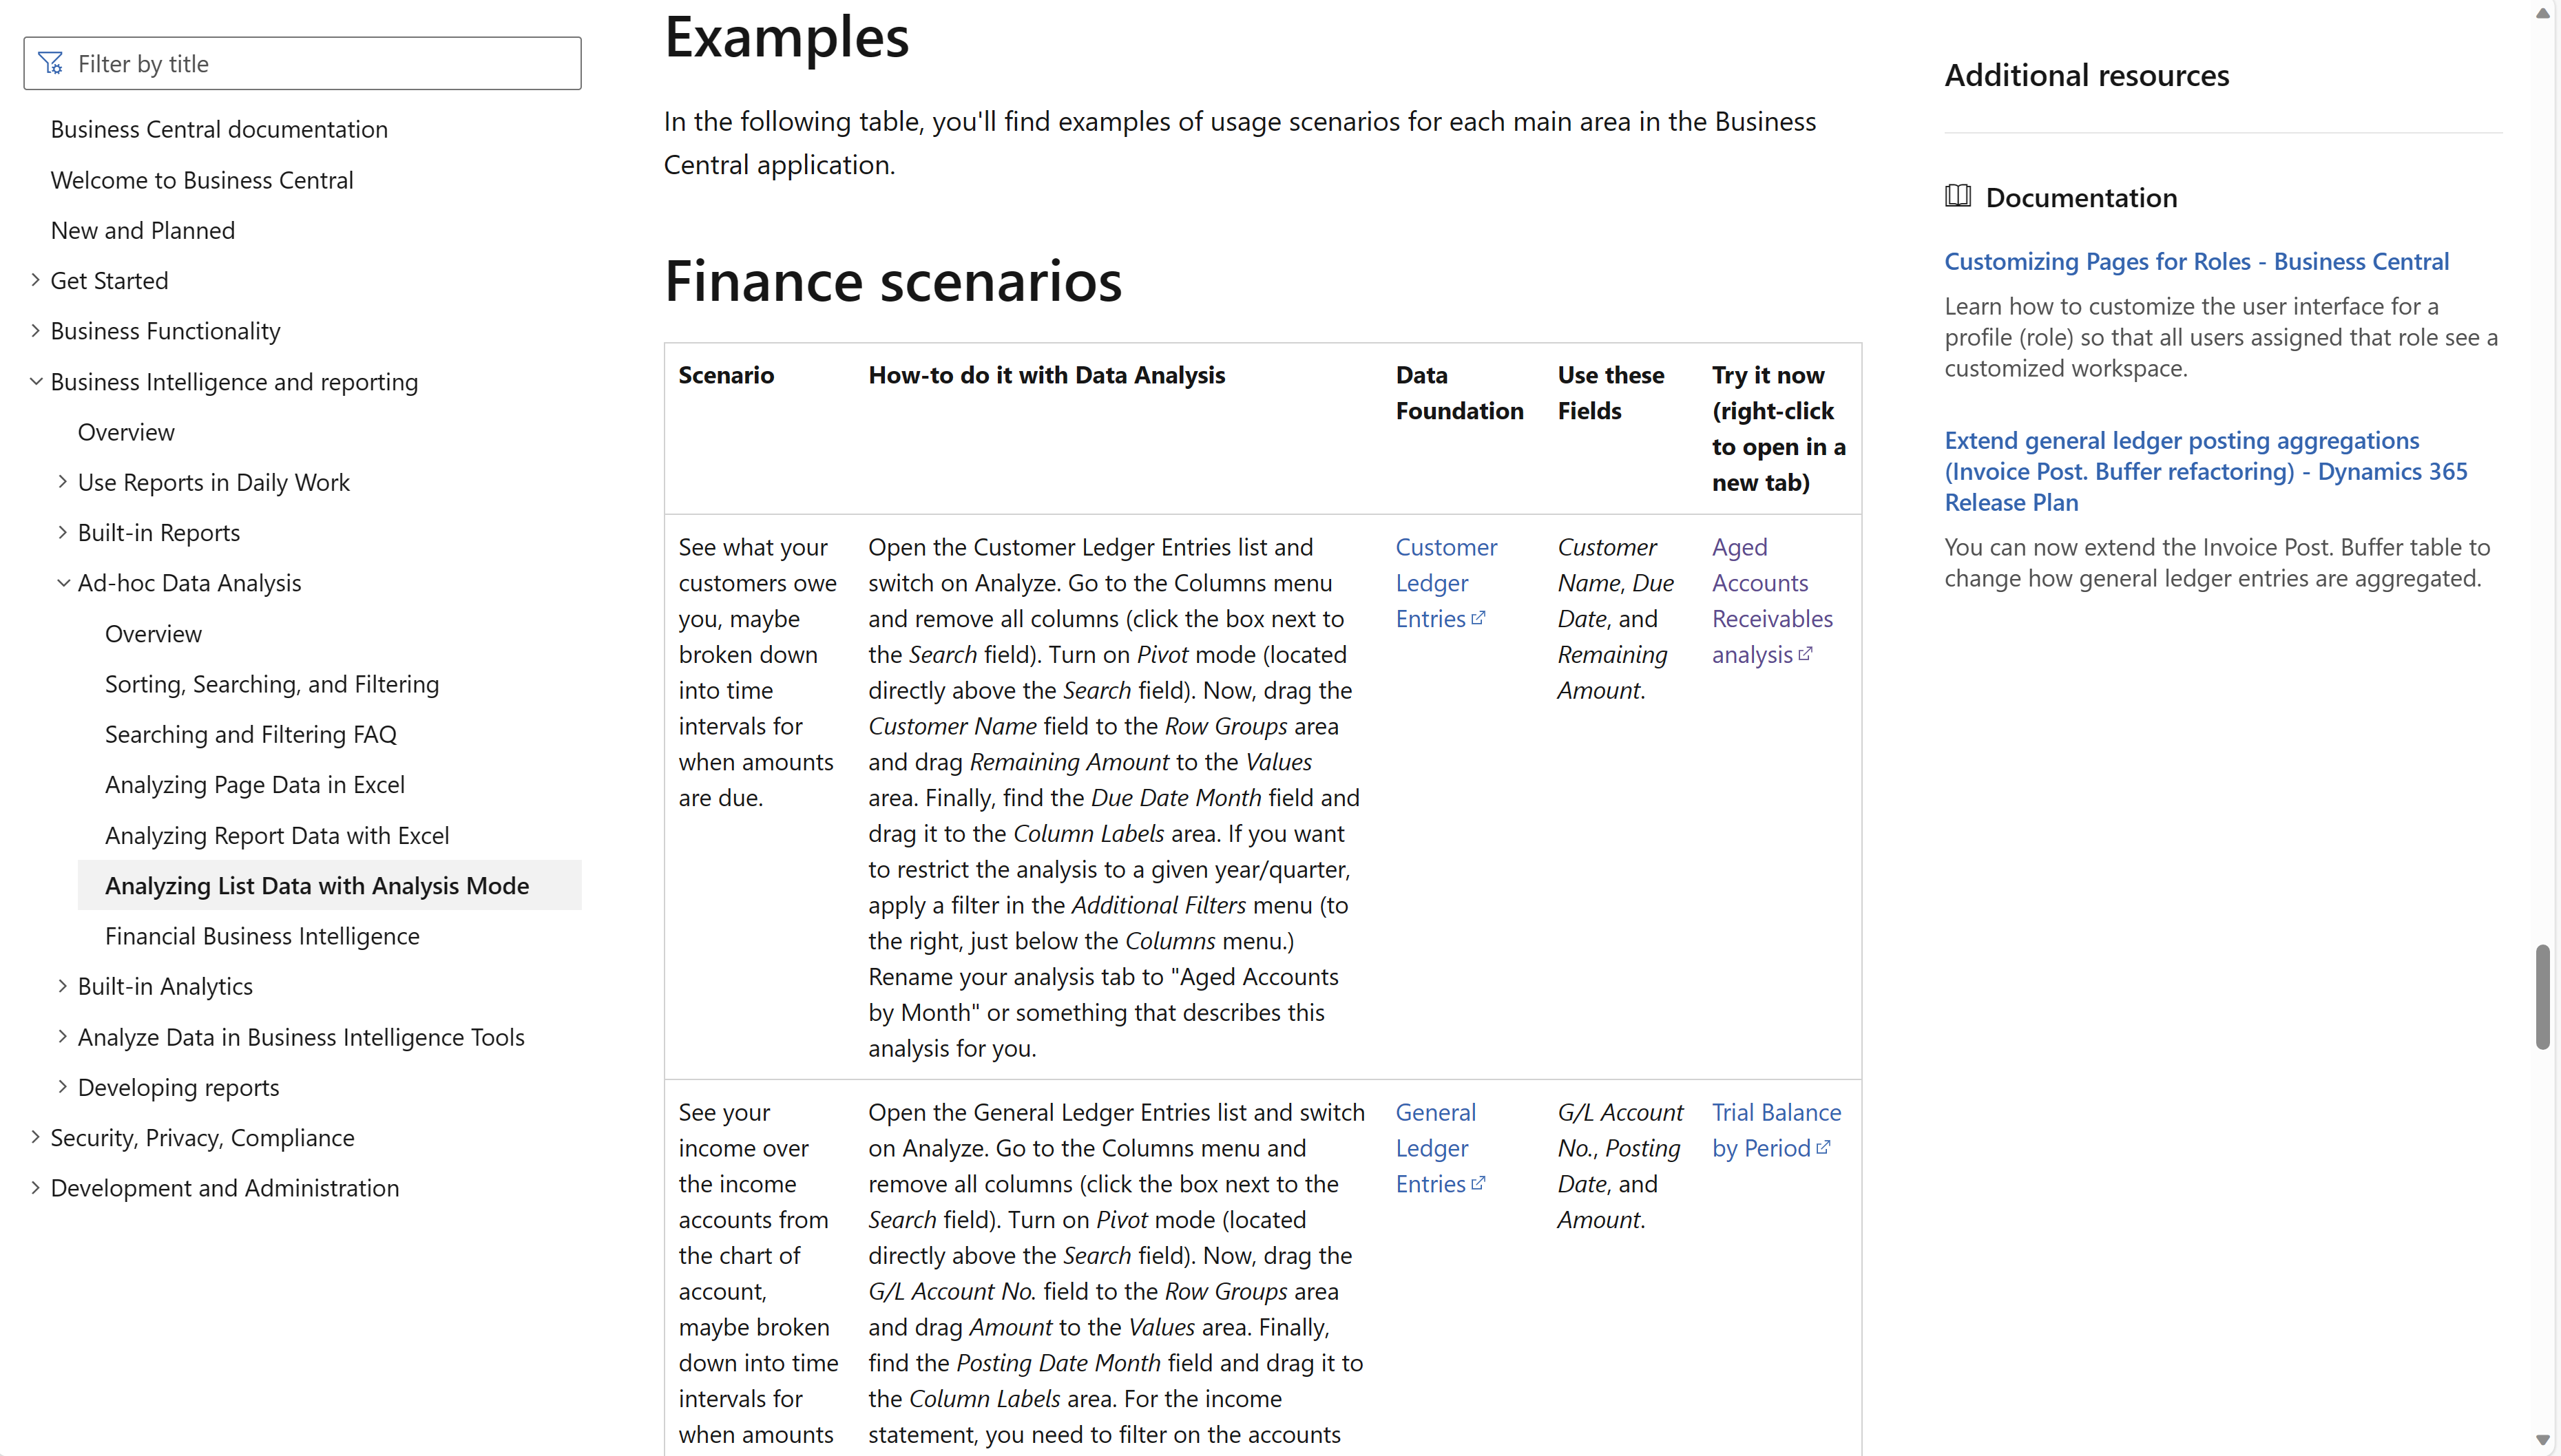 Filter by title
Business Central documentation
Welcome to Business Central
New and Planned
Get Started
Business Functionality
Business Intelligence and reporting
Overview
Use Reports in Daily Work
Built-in Reports
Ad-hoc Data Analysis
Overview
Sorting, Searching, and Filtering
Searching and Filtering FAQ
Analyzing Page Data in Excel
Analyzing Report Data with Excel
Analyzing List Data with Analysis Mode
Financial Business Intelligence
Built-in Analytics
Analyze Data in Business Intelligence Tools
Developing reports
Security, Privacy, Compliance
Development and Administration
Examples
In the following table, you'll find examples of usage scenarios for each main area in the Business
Central application.
Finance scenarios
Scenario
How-to do it with Data Analysis
Data
Foundation
Use these
Fields
Try it now
(right-click
to open in a
new tab)
See what your
customers owe
you, maybe
broken down
into time
intervals for
when amounts
are due.
Open the Customer Ledger Entries list and
switch on Analyze. Go to the Columns menu
and remove all columns (click the box next to
the Search field). Turn on Pivot mode (located
directly above the Search field). Now, drag the
Customer Name field to the Row Groups area
and drag Remaining Amount to the Values
area. Finally, find the Due Date Month field and
drag it to the Column Labels area. If you want
to restrict the analysis to a given year/quarter,
apply a filter in the Additional Filters menu (to
the right, just below the Columns menu.)
Rename your analysis tab to "Aged Accounts
by Month" or something that describes this
analysis for you.
Customer
Ledger
Entries
Customer
Name, Due
Date, and
Remaining
Amount.
Aged
Accounts
Receivables
analysis
See your
income over
the income
accounts from
the chart of
account,
maybe broken
down into time
intervals for
when amounts
Open the General Ledger Entries list and switch
on Analyze. Go to the Columns menu and
remove all columns (click the box next to the
Search field). Turn on Pivot mode (located
directly above the Search field). Now, drag the
G/L Account No. field to the Row Groups area
and drag Amount to the Values area. Finally,
find the Posting Date Month field and drag it to
the Column Labels area. For the income
statement, you need to filter on the accounts
General
Ledger
Entries
G/L Account
No., Posting
Date, and
Amount.
Trial Balance
by Period
Additional resources
Documentation
Customizing Pages for Roles - Business Central
Learn how to customize the user interface for a
profile (role) so that all users assigned that role see a
customized workspace.
Extend general ledger posting aggregations
(Invoice Post. Buffer refactoring) - Dynamics 365
Release Plan
You can now extend the Invoice Post. Buffer table to
change how general ledger entries are aggregated.